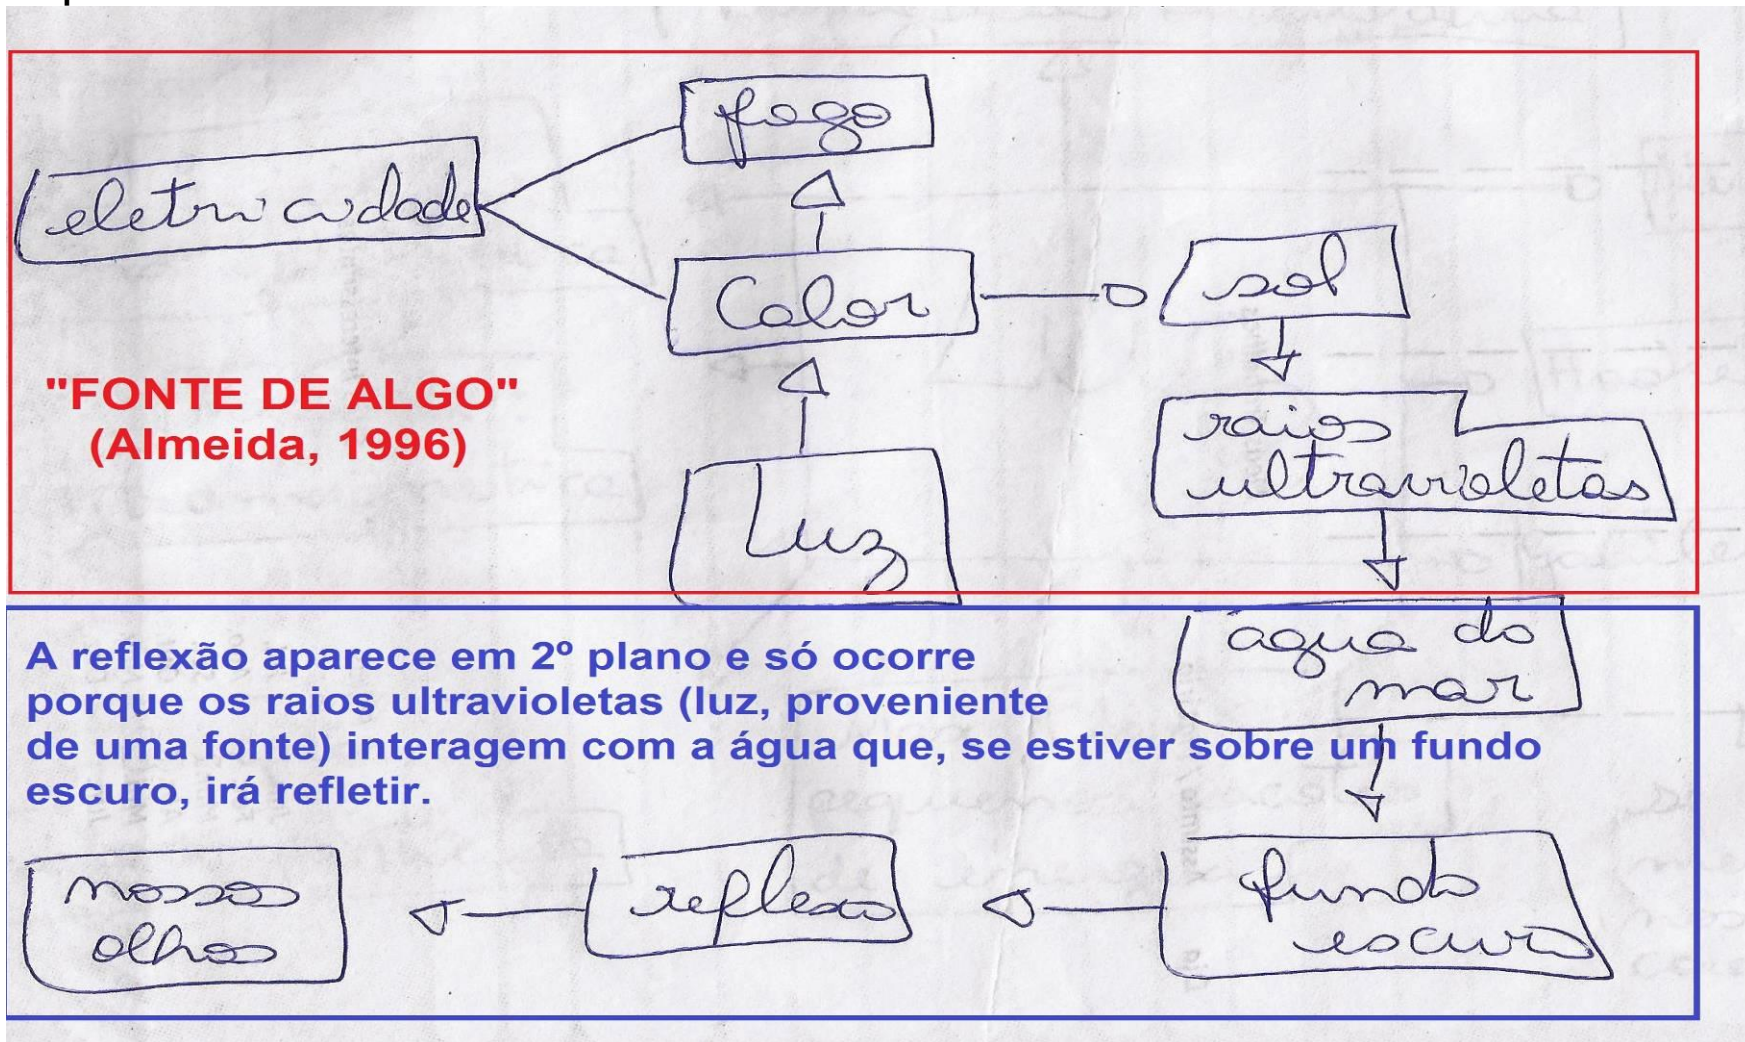 fogo
eletricidade
Calor
sol
"FONTE DE ALGO"
(Almeida, 1996)
raios
ultravioletas
Luz
água do
mar
A reflexão aparece em 2º plano e só ocorre
porque os raios ultravioletas (luz, proveniente
de uma fonte) interagem com a água que, se estiver sobre um fundo
escuro, irá refletir.
nossos
olhos
reflexo
fundo
escuro